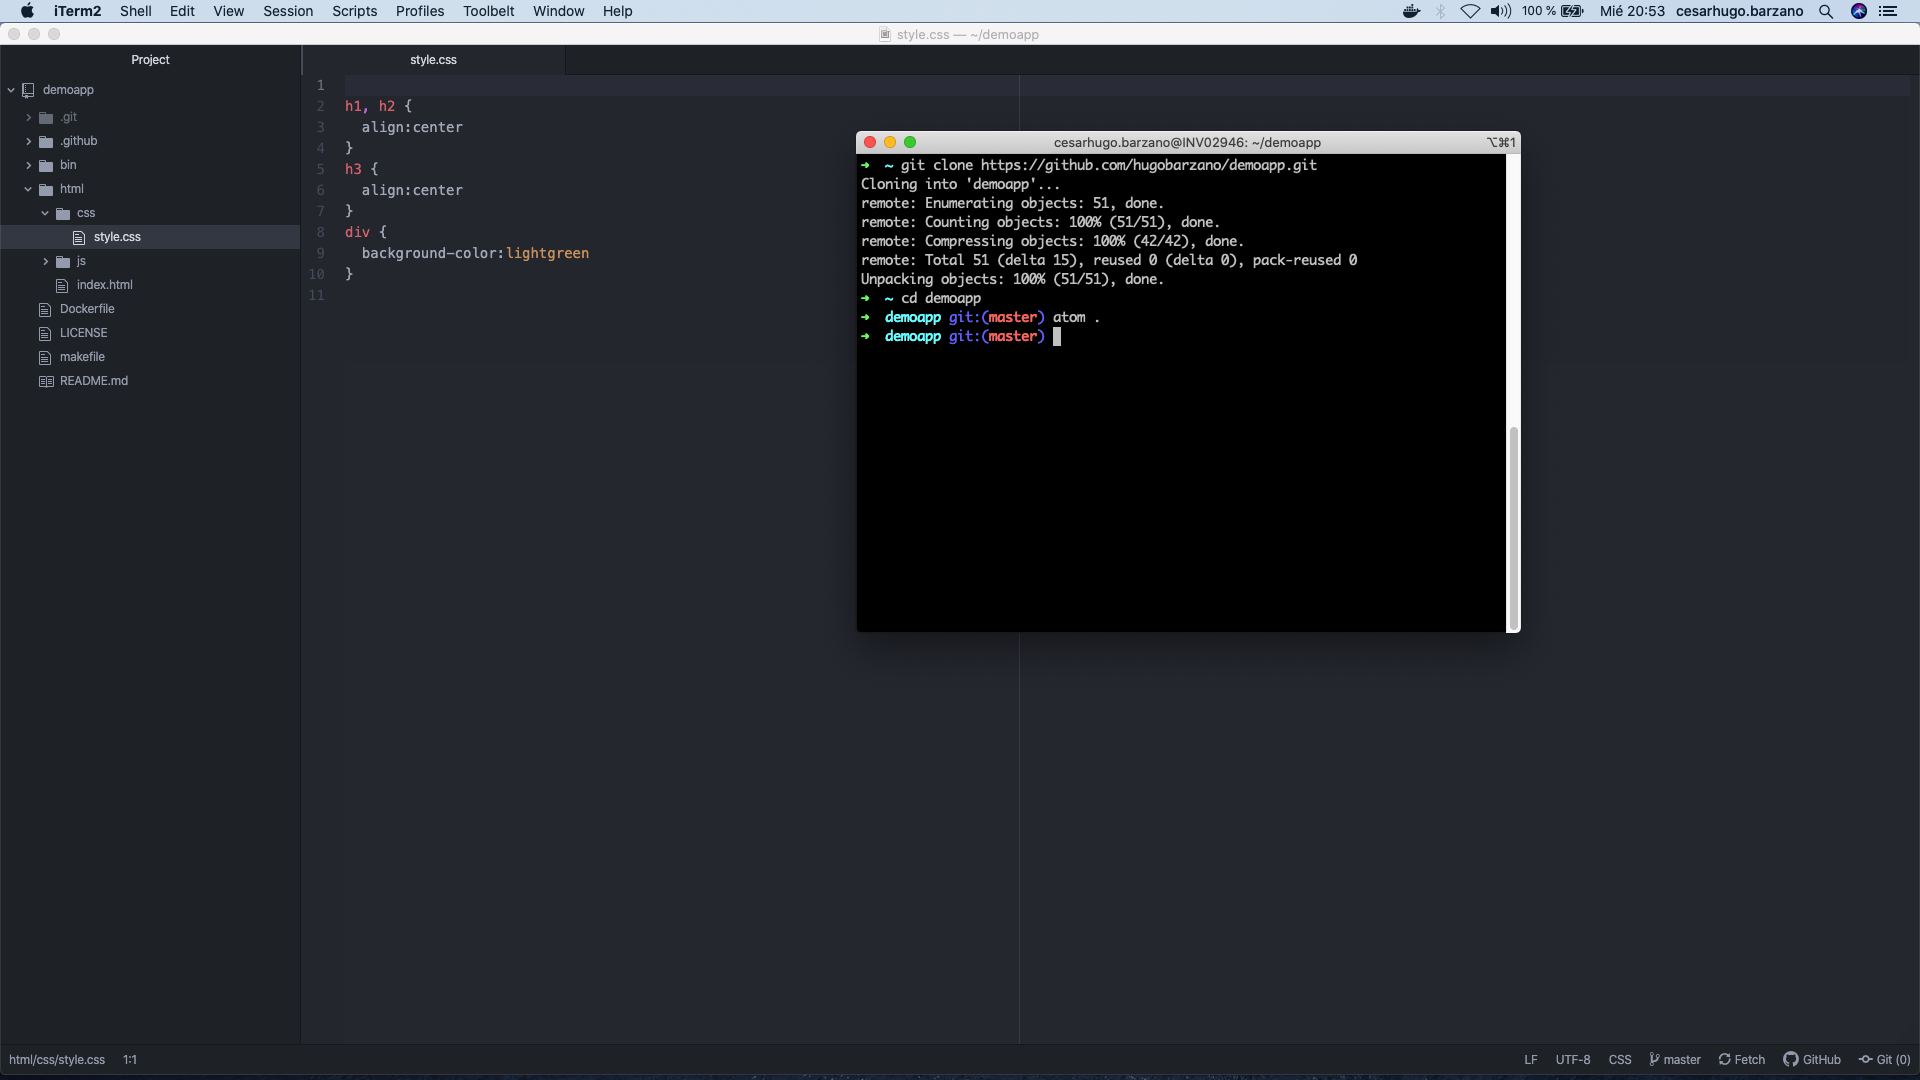 iTerm2 Shell Edit View Session Scripts Profiles Toolbelt Window Help 100 % Mié 20:53 cesarhugo.barzano
style.css — ~/demoapp
Project
demoapp
.git
.github
bin
html
css
style.css
js
index.html
Dockerfile
LICENSE
makefile
README.md
style.css
1
2 h1, h2 {
3 align:center
4 }
5 h3 {
6 align:center
7 }
8 div {
9 background-color:lightgreen
10 }
11
cesarhugo.barzano@INV02946: ~/demoapp ⌥⌘1
➜ ~ git clone https://github.com/hugobarzano/demoapp.git
Cloning into 'demoapp'...
remote: Enumerating objects: 51, done.
remote: Counting objects: 100% (51/51), done.
remote: Compressing objects: 100% (42/42), done.
remote: Total 51 (delta 15), reused 0 (delta 0), pack-reused 0
Unpacking objects: 100% (51/51), done.
➜ ~ cd demoapp
➜ demoapp git:(master) atom .
➜ demoapp git:(master)
html/css/style.css 1:1 LF UTF-8 CSS master Fetch GitHub Git (0)